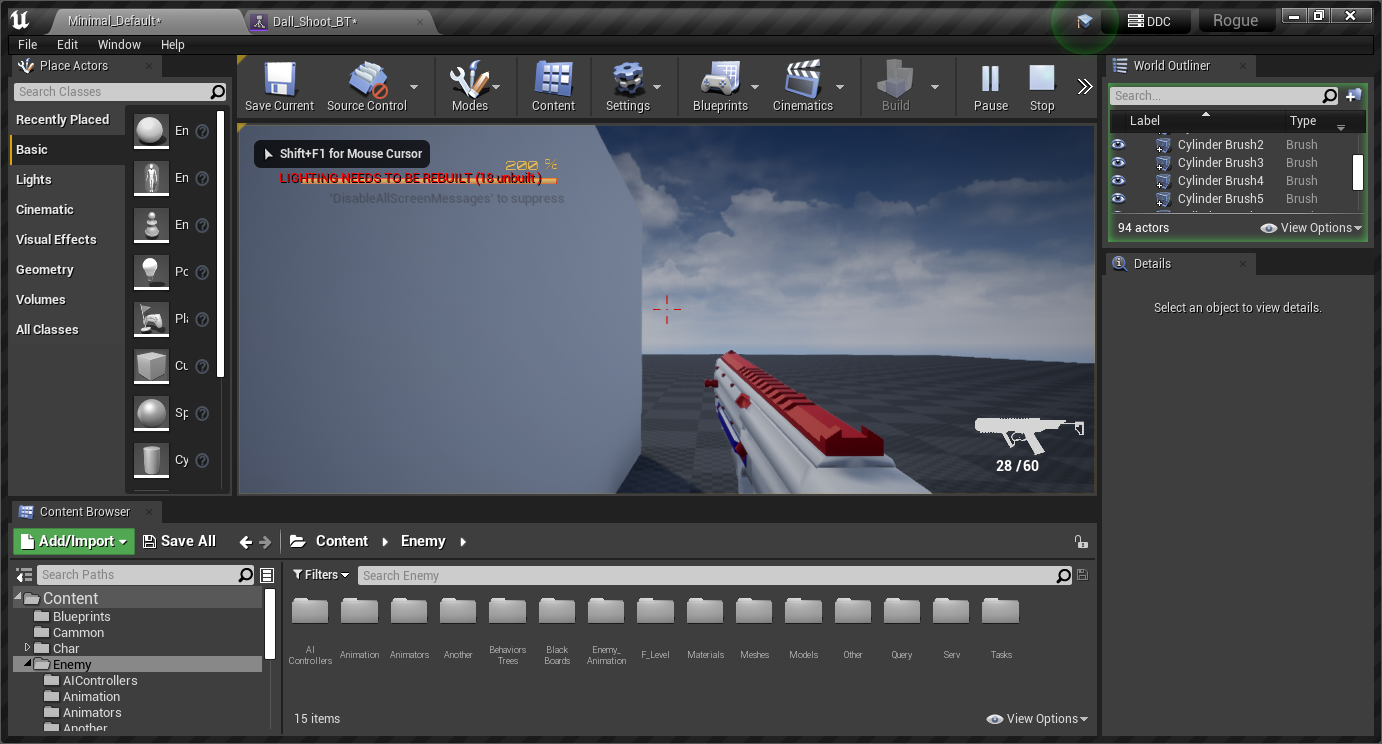 Minimal_Default*
Dall_Shoot_BT*
DDC
Rogue
File Edit Window Help
Place Actors
Search Classes
Recently Placed
Basic
Lights
Cinematic
Visual Effects
Geometry
Volumes
All Classes
En
En
En
Po
Pla
Cu
Sp
Cy
Save Current
Source Control
Modes
Content
Settings
Blueprints
Cinematics
Build
Pause
Stop
Shift+F1 for Mouse Cursor
200 %
LIGHTING NEEDS TO BE REBUILT (18 unbuilt)
'DisableAllScreenMessages' to suppress
28 / 60
World Outliner
Search...
Label Type
Cylinder Brush2 Brush
Cylinder Brush3 Brush
Cylinder Brush4 Brush
Cylinder Brush5 Brush
94 actors
View Options
Details
Select an object to view details.
Content Browser
Add/Import
Save All
Content
Enemy
Search Paths
Content
Blueprints
Cammon
Char
Enemy
AIControllers
Animation
Animators
Another
Filters
Search Enemy
AI Controllers
Animation
Animators
Another
Behaviors Trees
Black Boards
Enemy_ Animation
F_Level
Materials
Meshes
Models
Other
Query
Serv
Tasks
15 items
View Options